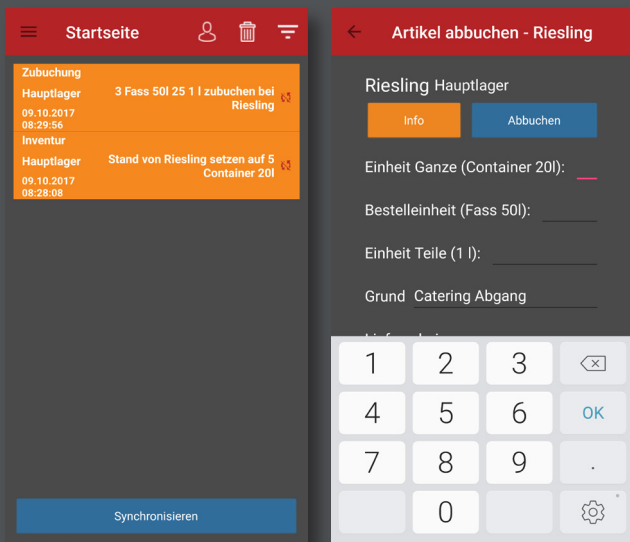 Startseite
Zubuchung
Hauptlager
3 Fass 50l 25 1 l zubuchen bei
Riesling
09.10.2017
08:29:56
Inventur
Hauptlager
Stand von Riesling setzen auf 5
Container 20l
09.10.2017
08:28:08
Synchronisieren
Artikel abbuchen - Riesling
Riesling Hauptlager
Info
Abbuchen
Einheit Ganze (Container 20l):
Bestelleinheit (Fass 50l):
Einheit Teile (1 l):
Grund Catering Abgang
1 2 3
4 5 6 OK
7 8 9 .
0